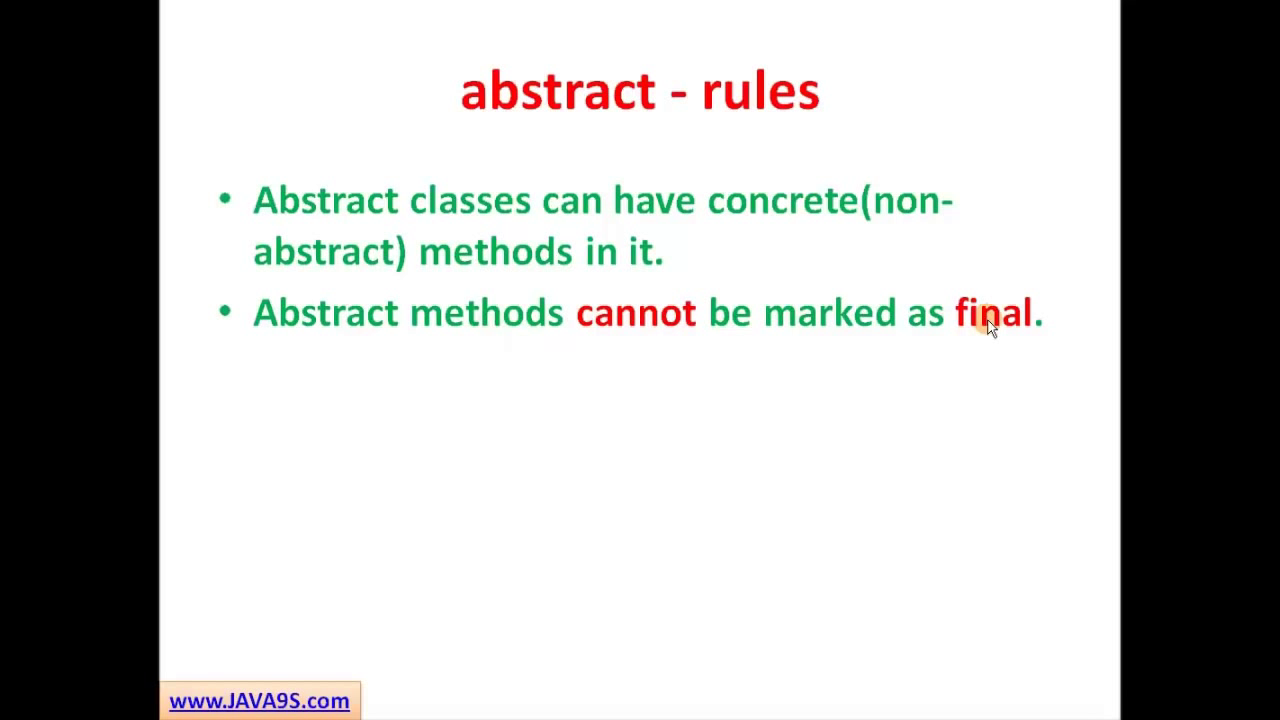 abstract - rules
• Abstract classes can have concrete(non-
abstract) methods in it.
• Abstract methods cannot be marked as final.
www.JAVA9S.com